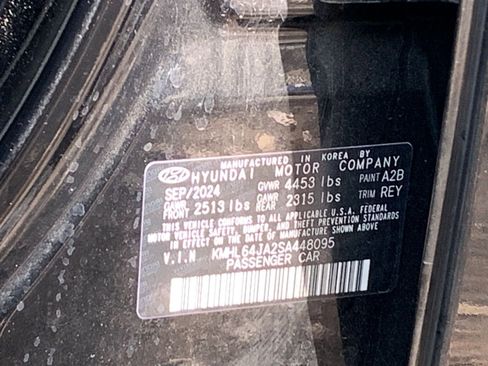 MANUFACTURED IN KOREA BY
HYUNDAI MOTOR COMPANY
SEP/2024 GVWR 4453 lbs PAINT A2B
GAWR FRONT 2513 lbs GAWR REAR 2315 lbs TRIM REY
THIS VEHICLE CONFORMS TO ALL APPLICABLE U.S.A. FEDERAL
MOTOR VEHICLE SAFETY, BUMPER, AND THEFT PREVENTION STANDARDS
IN EFFECT ON THE DATE OF MANUFACTURE SHOWN ABOVE.
V.I.N KMHL64JA2SA448095
PASSENGER CAR